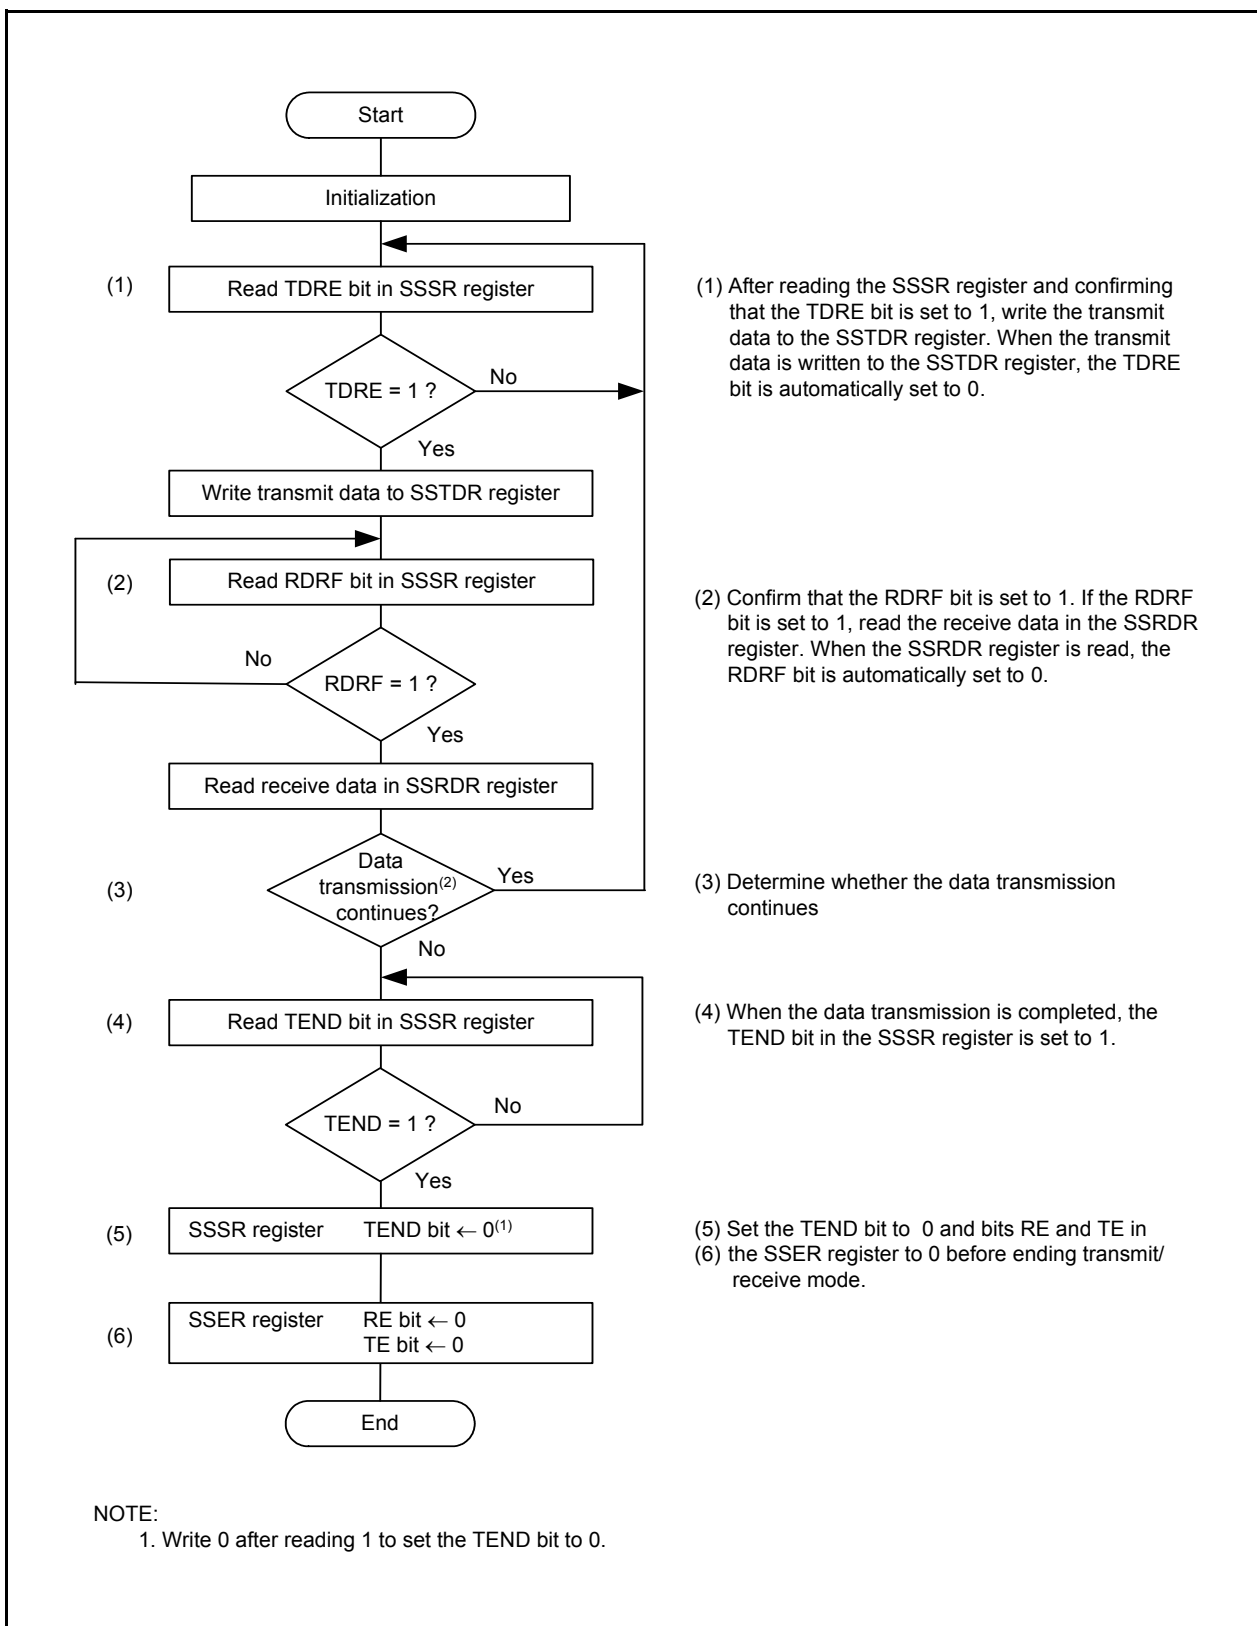 Start
Initialization
(1)
Read TDRE bit in SSSR register
TDRE = 1 ?
No
Yes
Write transmit data to SSTDR register
(2)
Read RDRF bit in SSSR register
No
RDRF = 1 ?
Yes
Read receive data in SSRDR register
(3)
Data
transmission(2)
continues?
Yes
No
(4)
Read TEND bit in SSSR register
TEND = 1 ?
No
Yes
(5)
SSSR register TEND bit ← 0(1)
(6)
SSER register RE bit ← 0
TE bit ← 0
End
(1) After reading the SSSR register and confirming
that the TDRE bit is set to 1, write the transmit
data to the SSTDR register. When the transmit
data is written to the SSTDR register, the TDRE
bit is automatically set to 0.
(2) Confirm that the RDRF bit is set to 1. If the RDRF
bit is set to 1, read the receive data in the SSRDR
register. When the SSRDR register is read, the
RDRF bit is automatically set to 0.
(3) Determine whether the data transmission
continues
(4) When the data transmission is completed, the
TEND bit in the SSSR register is set to 1.
(5) Set the TEND bit to 0 and bits RE and TE in
(6) the SSER register to 0 before ending transmit/
receive mode.
NOTE:
1. Write 0 after reading 1 to set the TEND bit to 0.